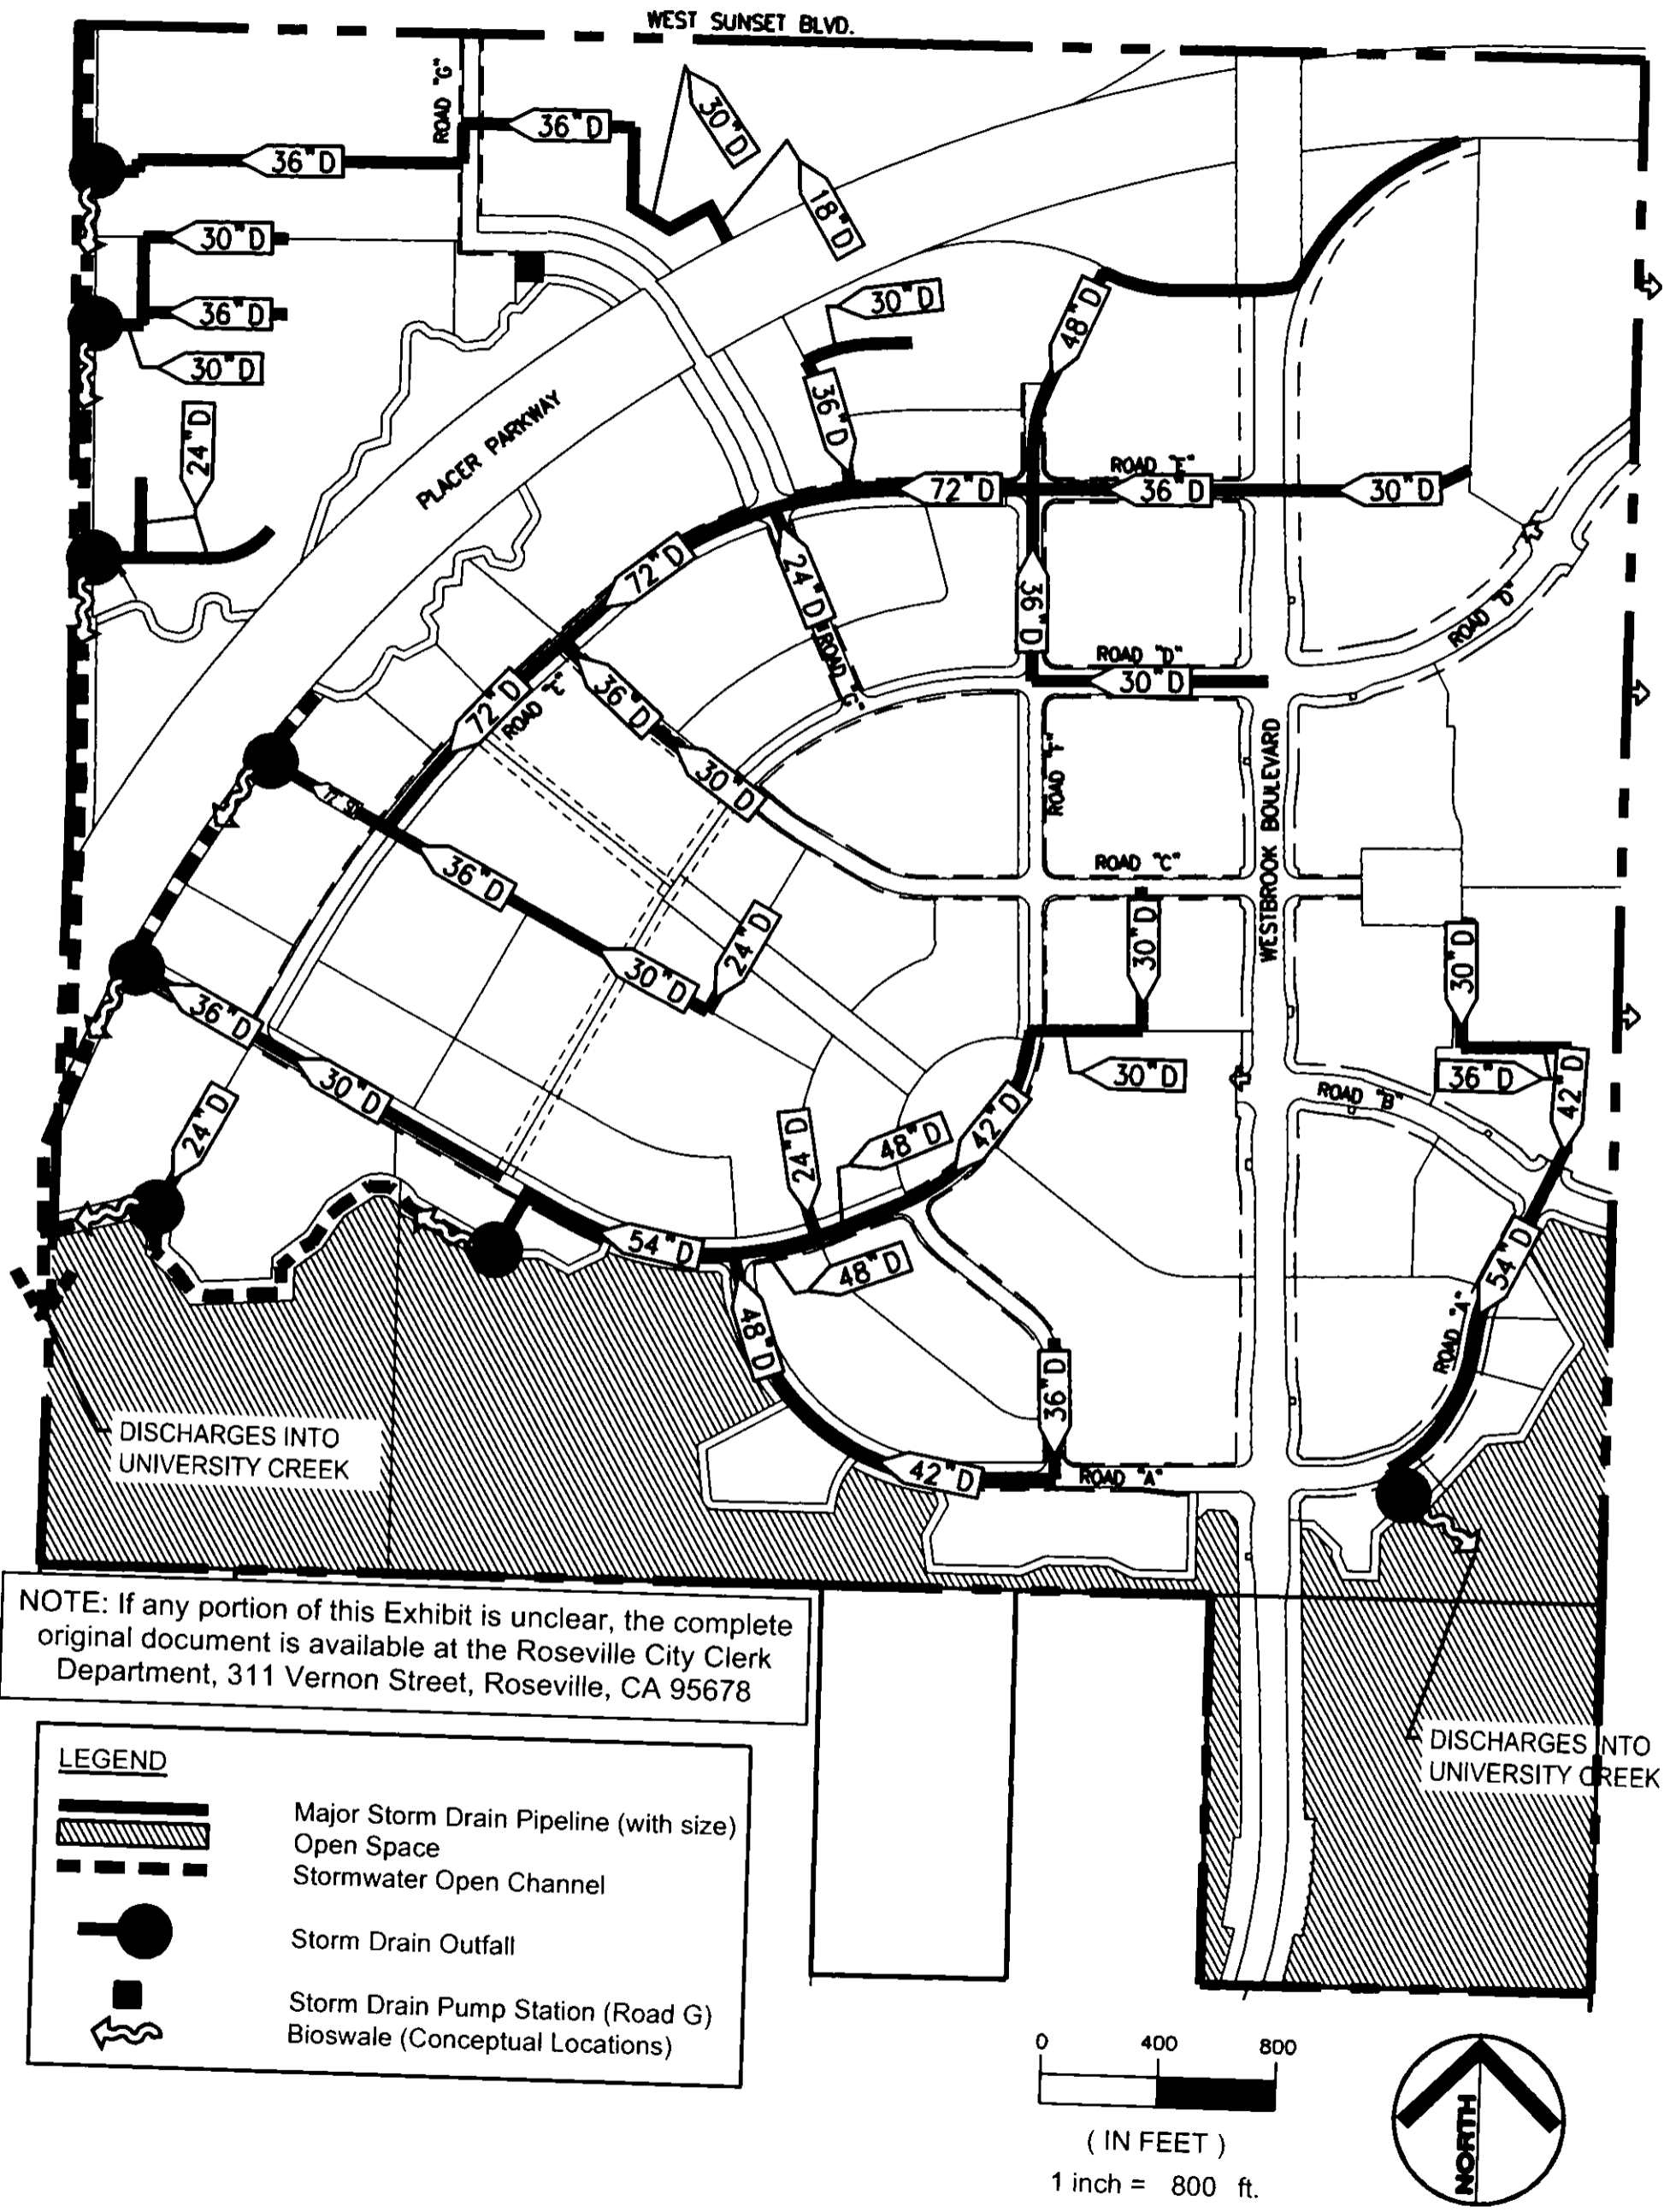 WEST SUNSET BLVD.
ROAD "G"
36"D
30"D
36"D
18"D
30"D
36"D
30"D
30"D
48"D
36"D
24"D
PLACER PARKWAY
ROAD "E"
72"D
36"D
30"D
72"D
24"D
36"D
ROAD "D"
ROAD "G"
ROAD "D"
30"D
72"D
ROAD "E"
36"D
30"D
ROAD "F"
WESTBROOK BOULEVARD
36"D
ROAD "C"
24"D
30"D
30"D
30"D
36"D
30"D
30"D
36"D
42"D
ROAD "B"
24"D
24"D
48"D
42"D
54"D
48"D
54"D
48"D
36"D
ROAD "A"
DISCHARGES INTO
UNIVERSITY CREEK
42"D
ROAD "A"
NOTE: If any portion of this Exhibit is unclear, the complete
original document is available at the Roseville City Clerk
Department, 311 Vernon Street, Roseville, CA 95678
DISCHARGES INTO
UNIVERSITY CREEK
LEGEND
Major Storm Drain Pipeline (with size)
Open Space
Stormwater Open Channel
Storm Drain Outfall
Storm Drain Pump Station (Road G)
Bioswale (Conceptual Locations)
0 400 800
( IN FEET )
1 inch = 800 ft.
NORTH